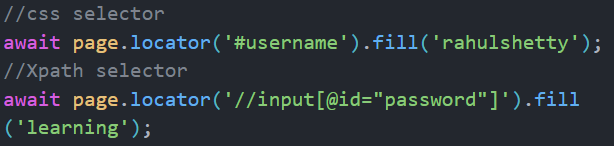 //css selector
await page.locator('#username').fill('rahulshetty');
//Xpath selector
await page.locator('//input[@id="password"]').fill
('learning');